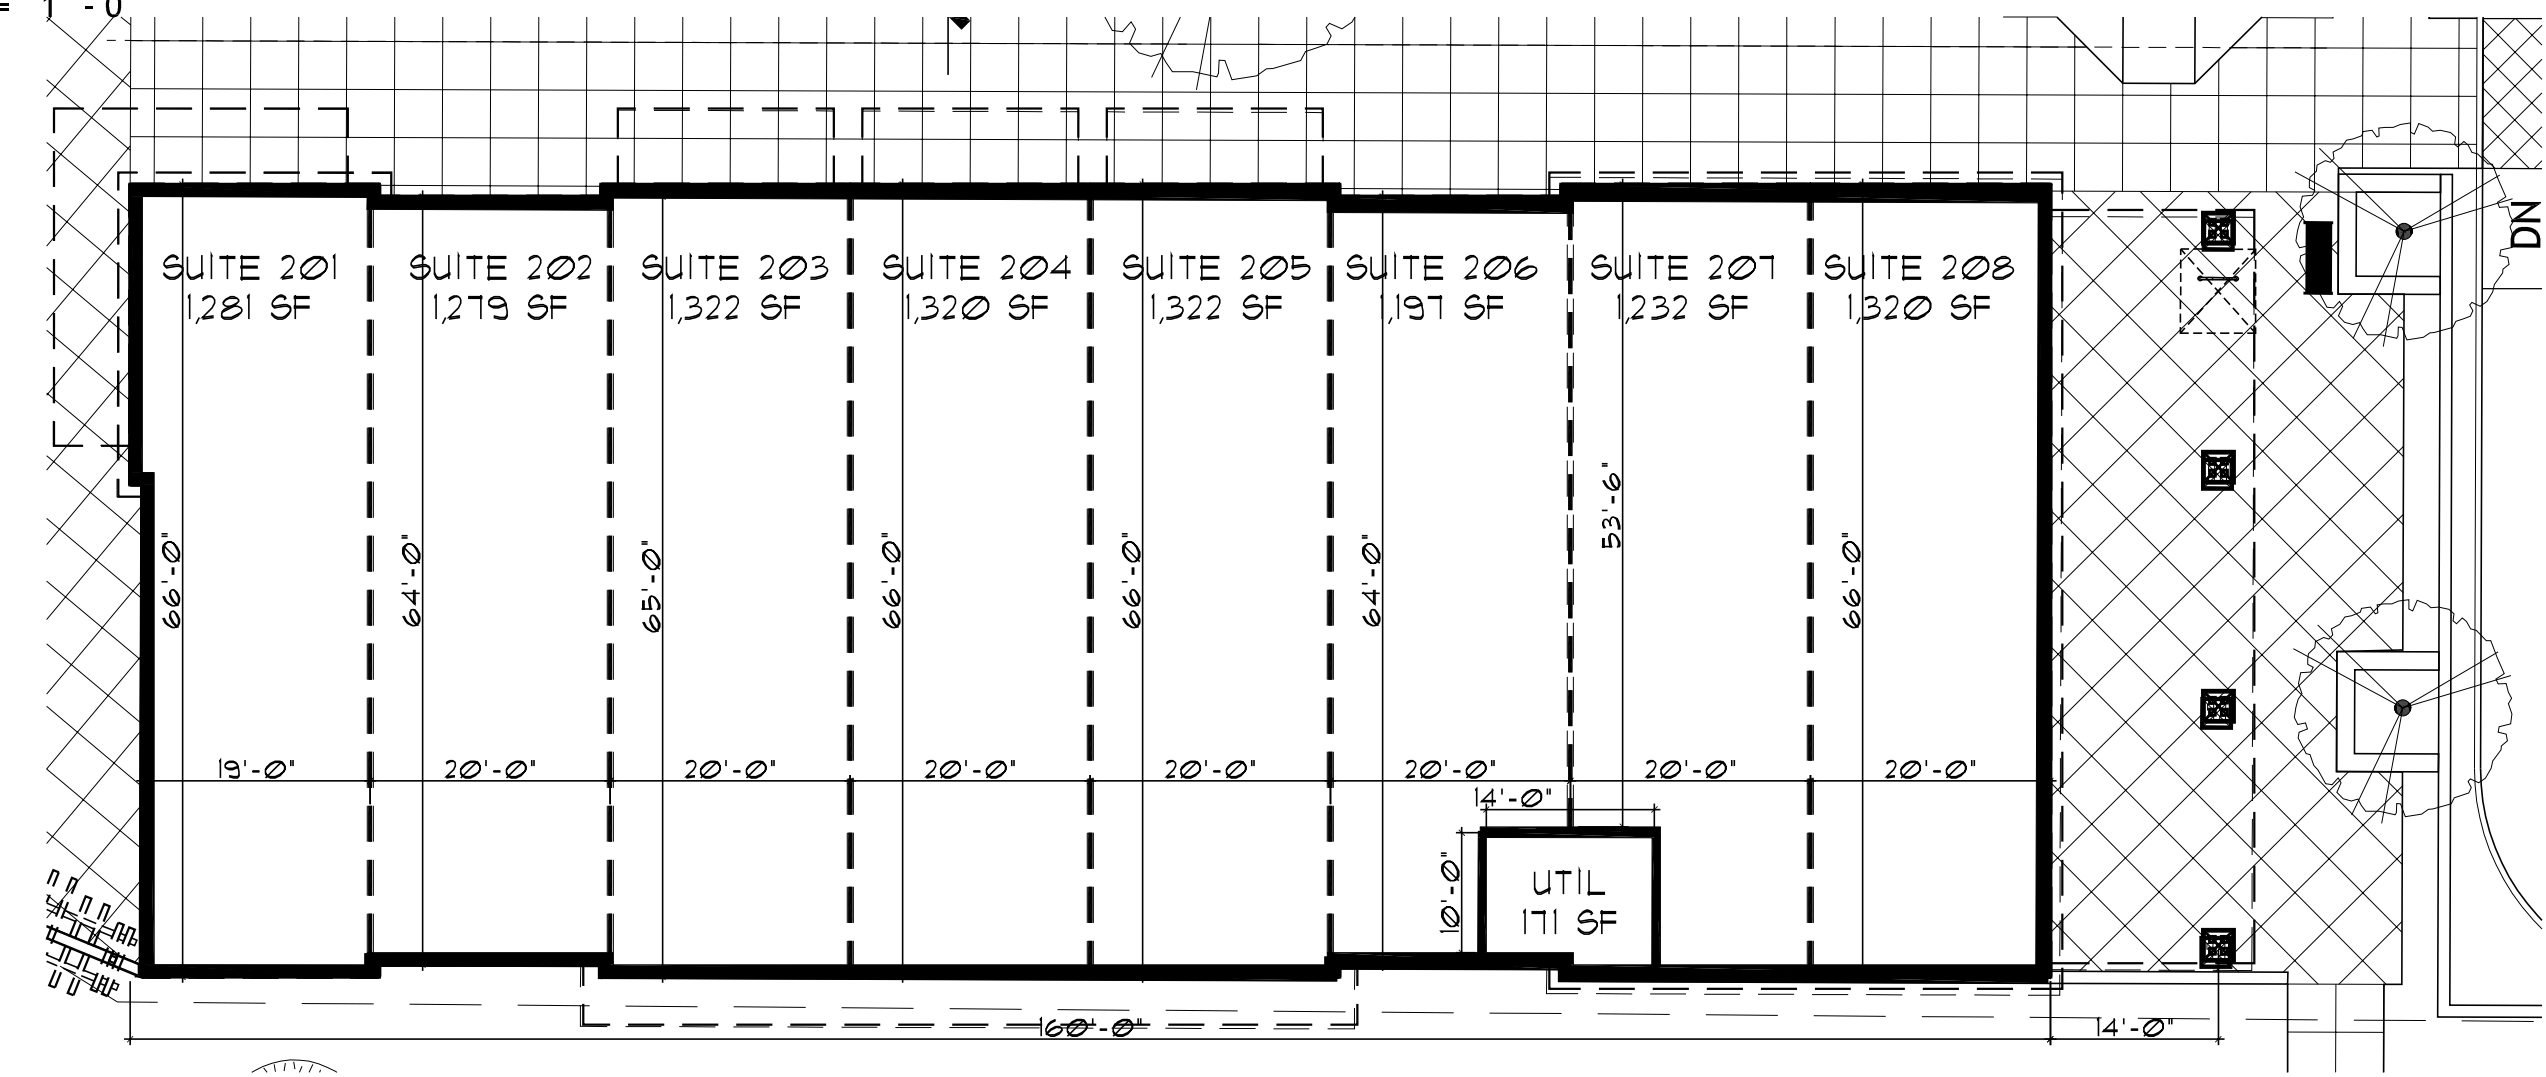 SUITE 201
1,281 SF
SUITE 202
1,279 SF
SUITE 203
1,322 SF
SUITE 204
1,320 SF
SUITE 205
1,322 SF
SUITE 206
1,197 SF
SUITE 207
1,232 SF
SUITE 208
1,320 SF
DN
66'-0"
64'-0"
65'-0"
66'-0"
66'-0"
64'-0"
53'-6"
66'-0"
19'-0"
20'-0"
20'-0"
20'-0"
20'-0"
20'-0"
20'-0"
20'-0"
14'-0"
10'-0"
UTIL
171 SF
160'-0"
14'-0"